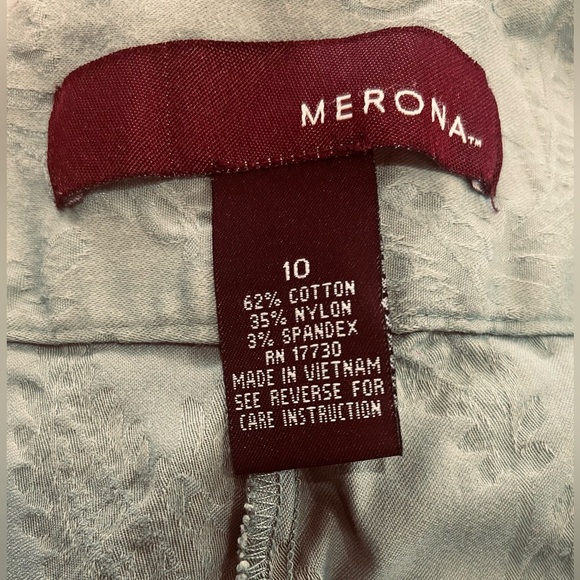 MERONA™
10
62% COTTON
35% NYLON
3% SPANDEX
RN 17730
MADE IN VIETNAM
SEE REVERSE FOR
CARE INSTRUCTION